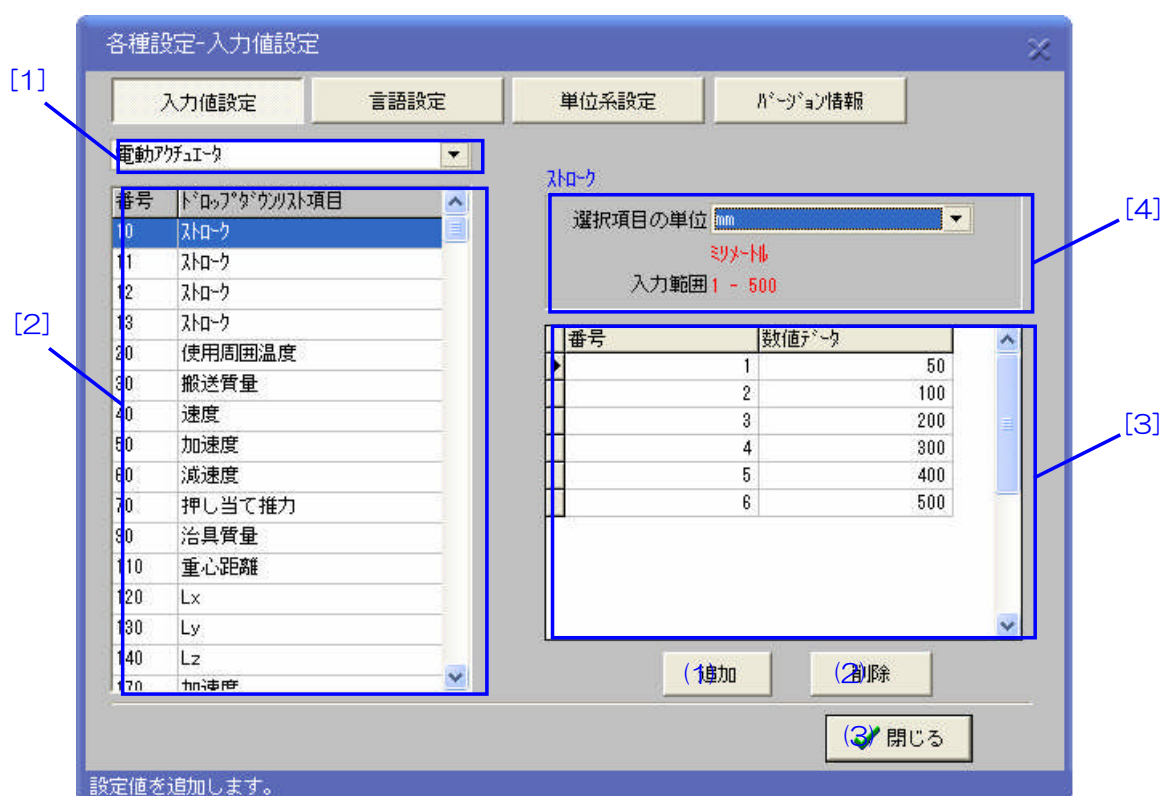 各種設定-入力値設定
[1]
入力値設定 言語設定 単位系設定 ﾊﾞｰｼﾞｮﾝ情報
電動ｱｸﾁｭｴｰﾀ
番号 ﾄﾞﾛｯﾌﾟﾀﾞｳﾝﾘｽﾄ項目
10 ｽﾄﾛｰｸ
11 ｽﾄﾛｰｸ
12 ｽﾄﾛｰｸ
13 ｽﾄﾛｰｸ
20 使用周囲温度
30 搬送質量
40 速度
50 加速度
60 減速度
70 押し当て推力
90 治具質量
110 重心距離
120 Lx
130 Ly
140 Lz
170 加速度
[2]
ｽﾄﾛｰｸ
選択項目の単位 mm
ﾐﾘﾒｰﾄﾙ
入力範囲 1 - 500
[4]
番号 数値ﾃﾞｰﾀ
1 50
2 100
3 200
4 300
5 400
6 500
[3]
(1)追加 (2)削除
(3) 閉じる
設定値を追加します。